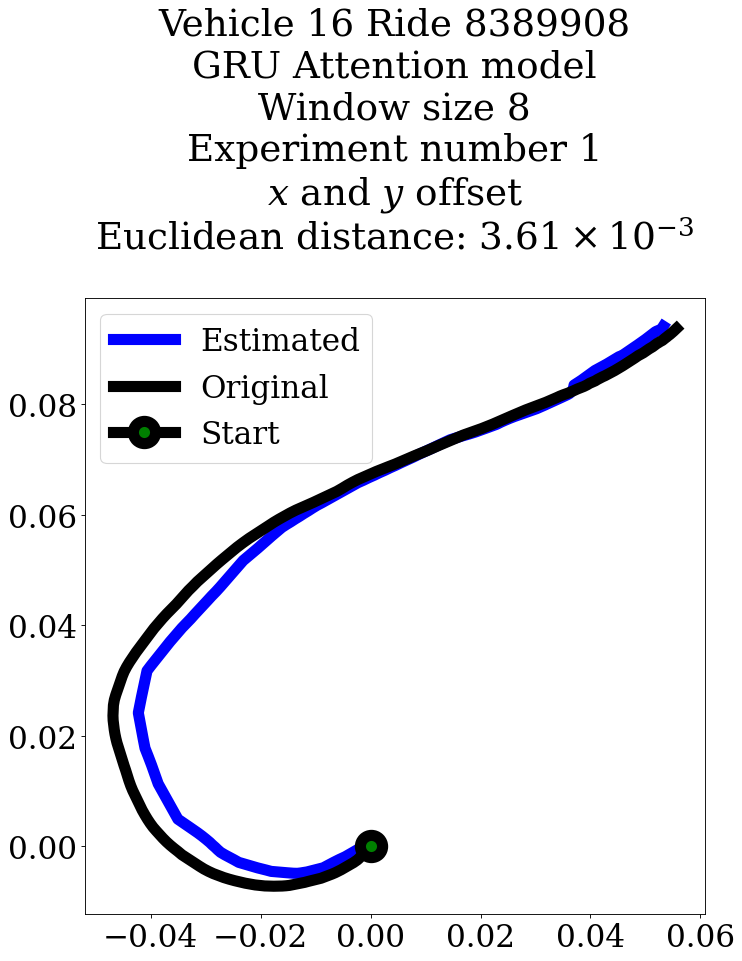 Vehicle 16 Ride 8389908
GRU Attention model
Window size 8
Experiment number 1
x and y offset
Euclidean distance: 3.61 × 10⁻³
Estimated
Original
Start
0.08
0.06
0.04
0.02
0.00
−0.04 −0.02 0.00 0.02 0.04 0.06